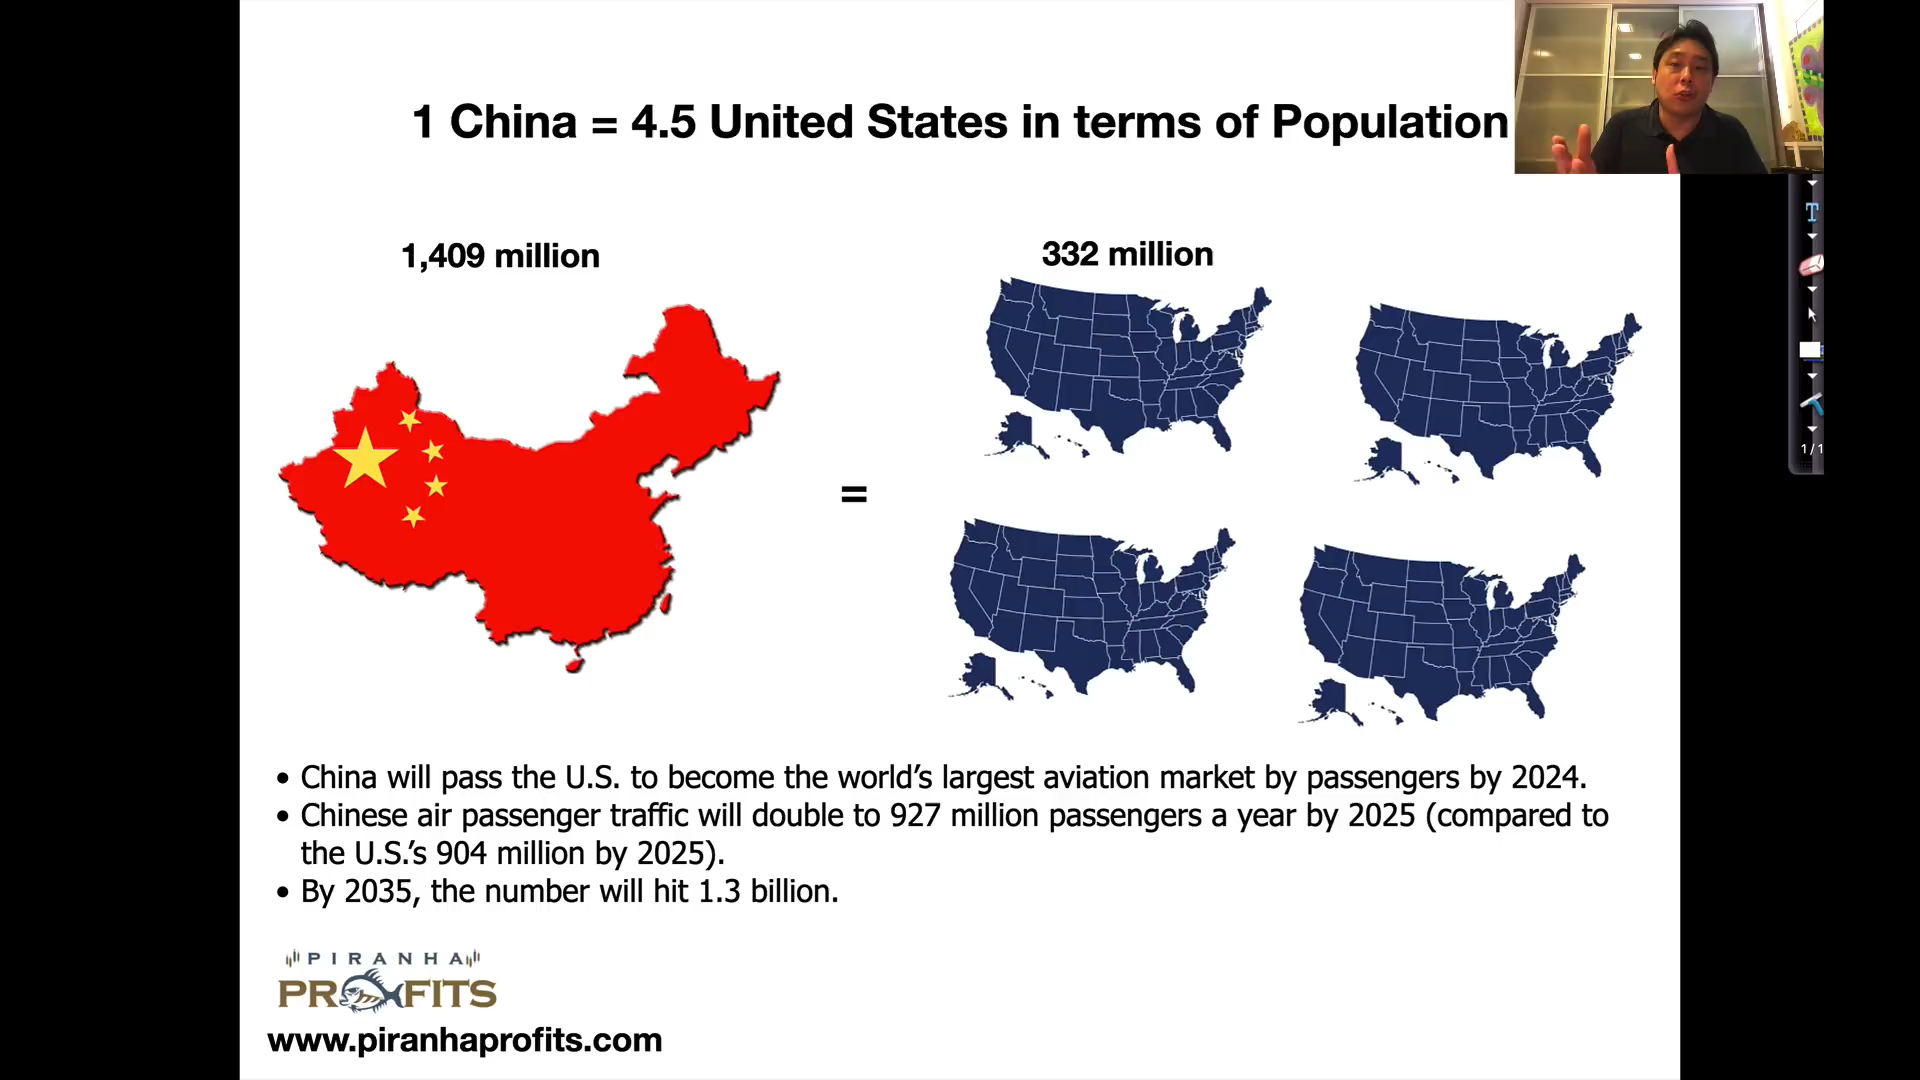 1 China = 4.5 United States in terms of Population
1,409 million
332 million
=
• China will pass the U.S. to become the world’s largest aviation market by passengers by 2024.
• Chinese air passenger traffic will double to 927 million passengers a year by 2025 (compared to
the U.S.’s 904 million by 2025).
• By 2035, the number will hit 1.3 billion.
PIRANHA
PROFITS
www.piranhaprofits.com
T
1/1